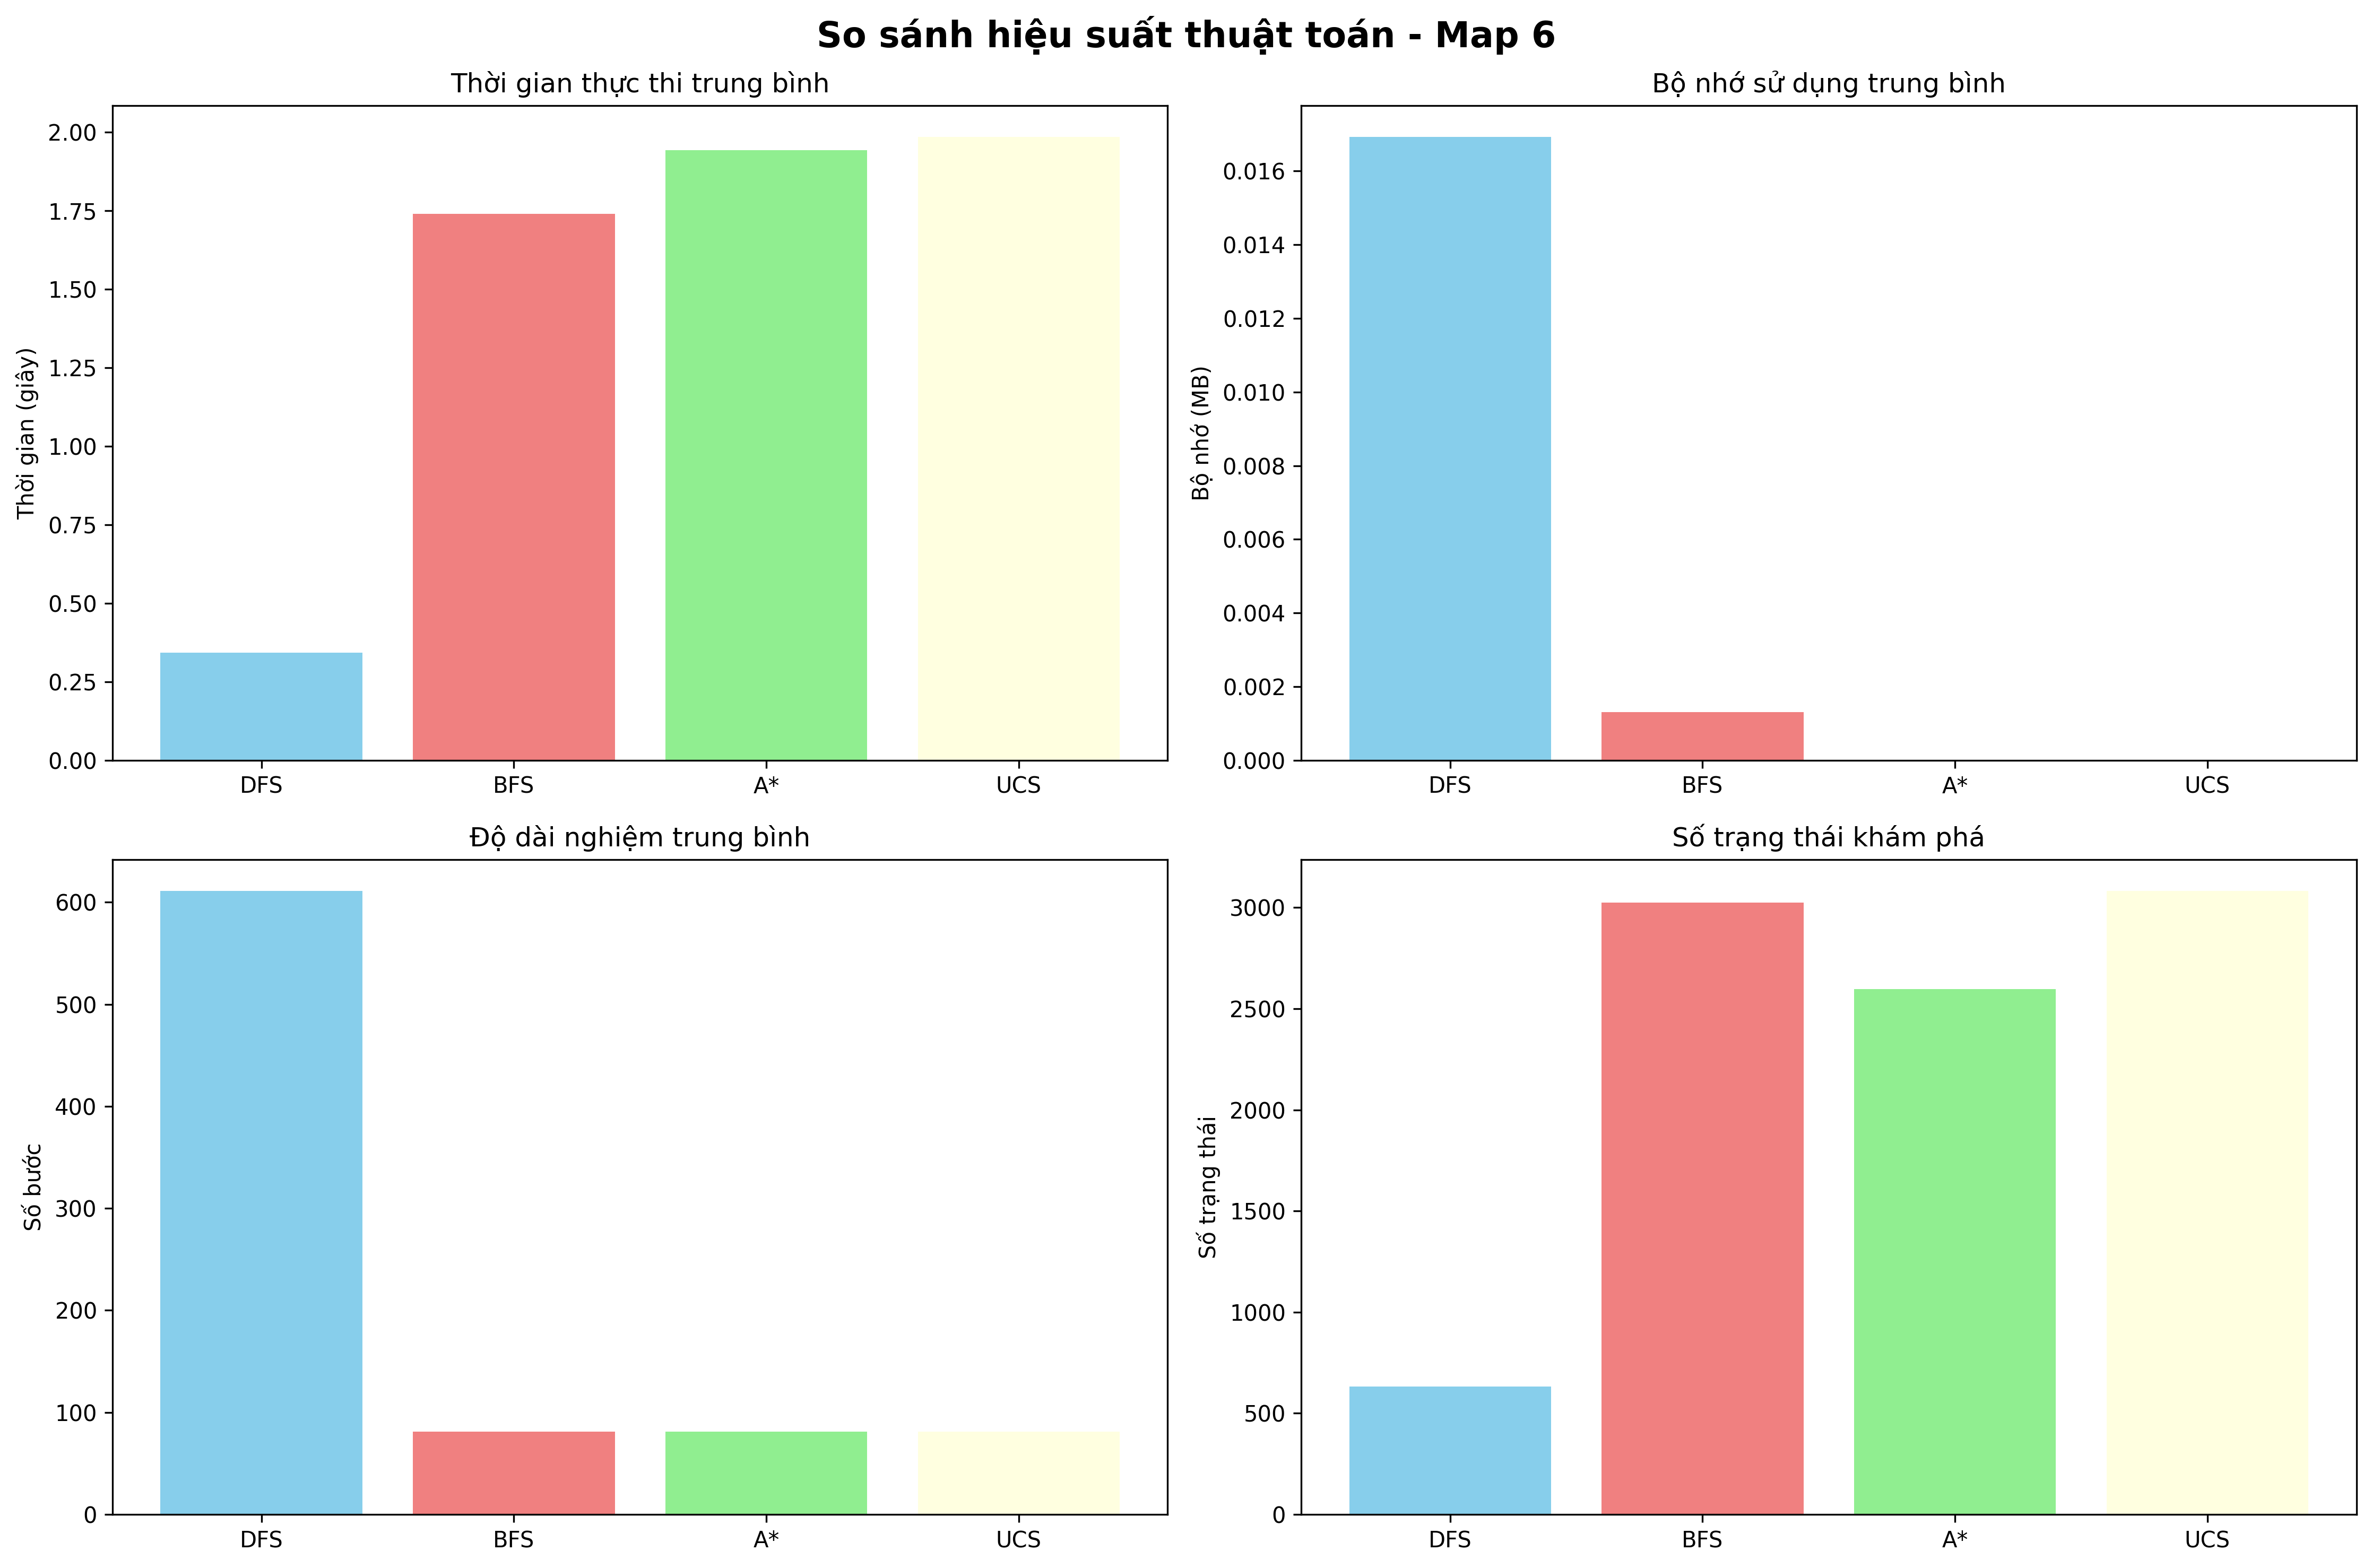 So sánh hiệu suất thuật toán - Map 6
Thời gian thực thi trung bình
Thời gian (giây)
2.00
1.75
1.50
1.25
1.00
0.75
0.50
0.25
0.00
DFS BFS A* UCS
Bộ nhớ sử dụng trung bình
Bộ nhớ (MB)
0.016
0.014
0.012
0.010
0.008
0.006
0.004
0.002
0.000
DFS BFS A* UCS
Độ dài nghiệm trung bình
Số bước
600
500
400
300
200
100
0
DFS BFS A* UCS
Số trạng thái khám phá
Số trạng thái
3000
2500
2000
1500
1000
500
0
DFS BFS A* UCS